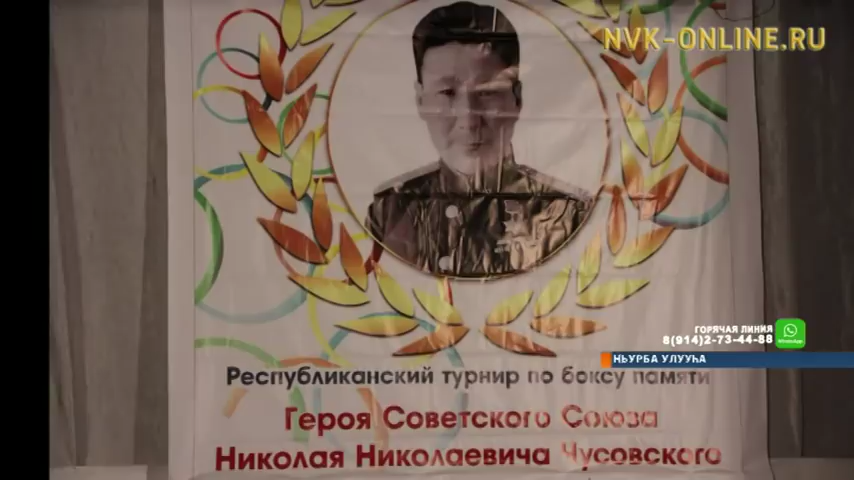 NVK-ONLINE.RU
ГОРЯЧАЯ ЛИНИЯ
8(914)2-73-44-88
WhatsApp
НЬУРБА УЛУУҺА
Республиканский турнир по боксу памяти
Героя Советского Союза
Николая Николаевича Чусовского